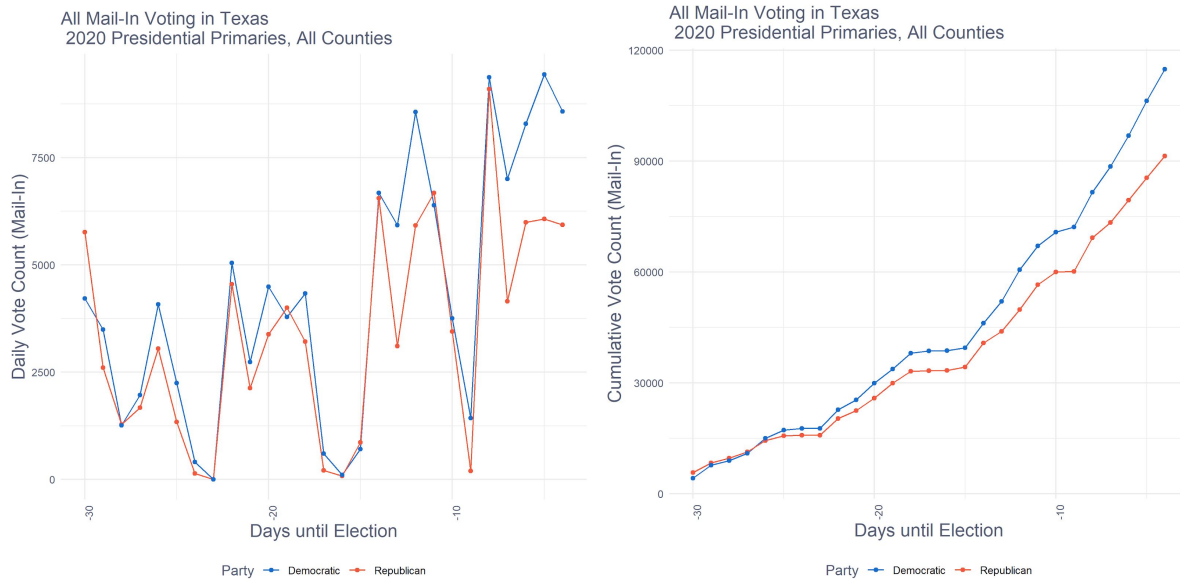 All Mail-In Voting in Texas
2020 Presidential Primaries, All Counties
Daily Vote Count (Mail-In)
7500
5000
2500
0
-30
-20
-10
Days until Election
Party Democratic Republican
All Mail-In Voting in Texas
2020 Presidential Primaries, All Counties
Cumulative Vote Count (Mail-In)
120000
90000
60000
30000
0
-30
-20
-10
Days until Election
Party Democratic Republican